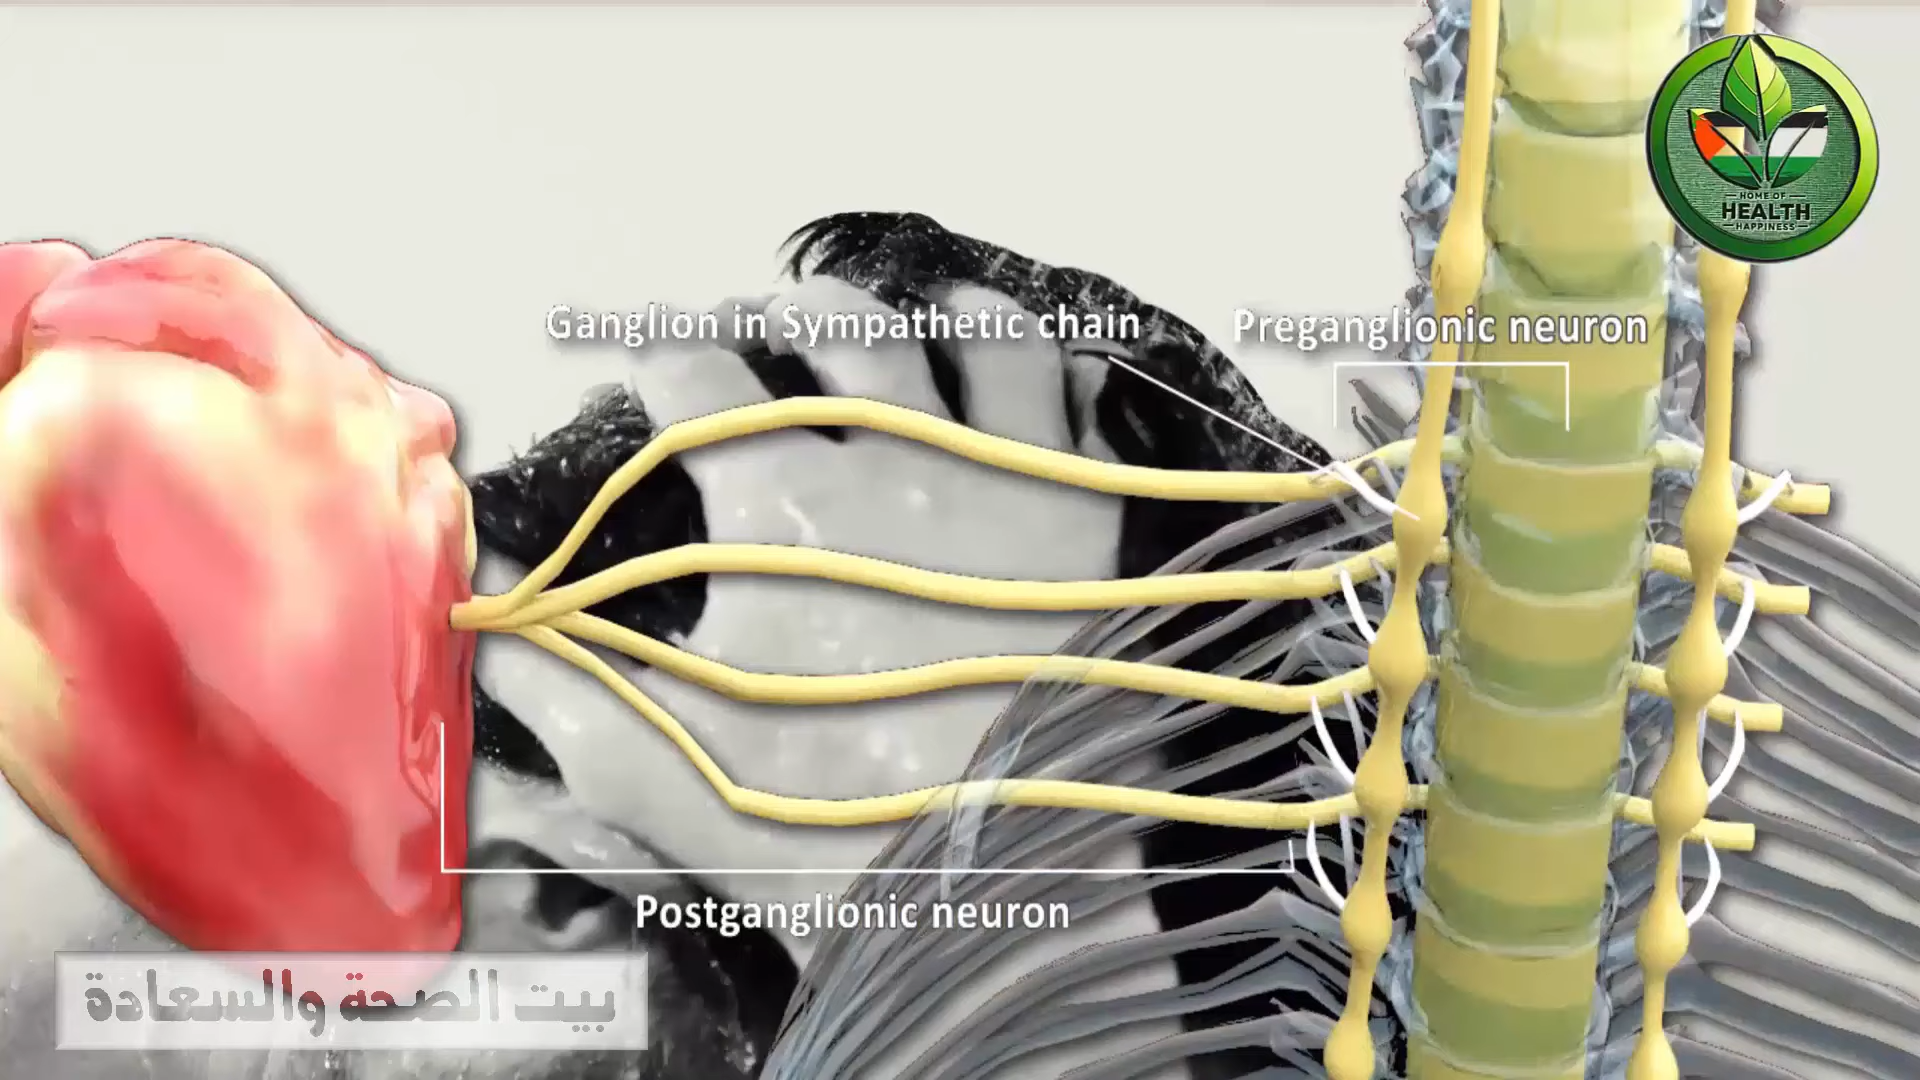 HOME OF
HEALTH
HAPPINESS
Ganglion in Sympathetic chain
Preganglionic neuron
Postganglionic neuron
بيت الصحة والسعادة